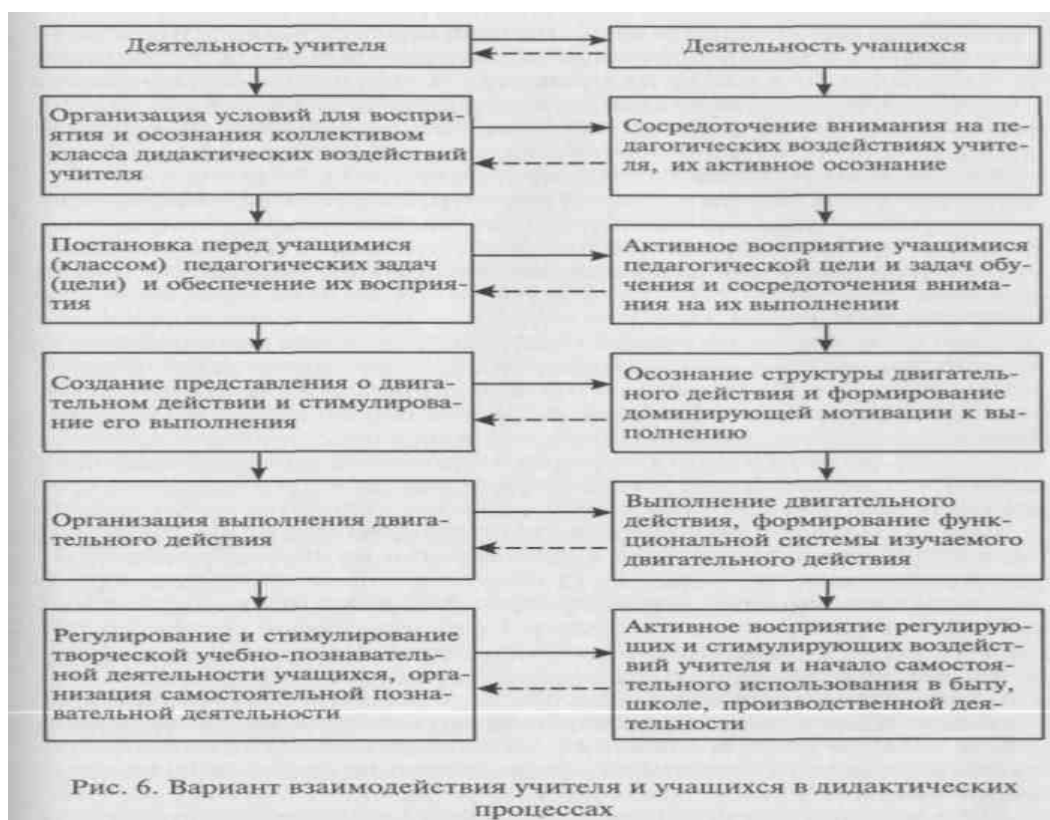 Деятельность учителя
Деятельность учащихся
Организация условий для воспри-
ятия и осознания коллективом
класса дидактических воздействий
учителя
Сосредоточение внимания на пе-
дагогических воздействиях учите-
ля, их активное осознание
Постановка перед учащимися
(классом) педагогических задач
(цели) и обеспечение их восприя-
тия
Активное восприятие учащимися
педагогической цели и задач обу-
чения и сосредоточения внима-
ния на их выполнении
Создание представления о двига-
тельном действии и стимулирова-
ние его выполнения
Осознание структуры двигатель-
ного действия и формирование
доминирующей мотивации к вы-
полнению
Организация выполнения двига-
тельного действия
Выполнение двигательного
действия, формирование функ-
циональной системы изучаемого
двигательного действия
Регулирование и стимулирование
творческой учебно-познаватель-
ной деятельности учащихся, орга-
низация самостоятельной позна-
вательной деятельности
Активное восприятие регулирую-
щих и стимулирующих воздейст-
вий учителя и начало самостоя-
тельного использования в быту,
школе, производственной дея-
тельности
Рис. 6. Вариант взаимодействия учителя и учащихся в дидактических
процессах